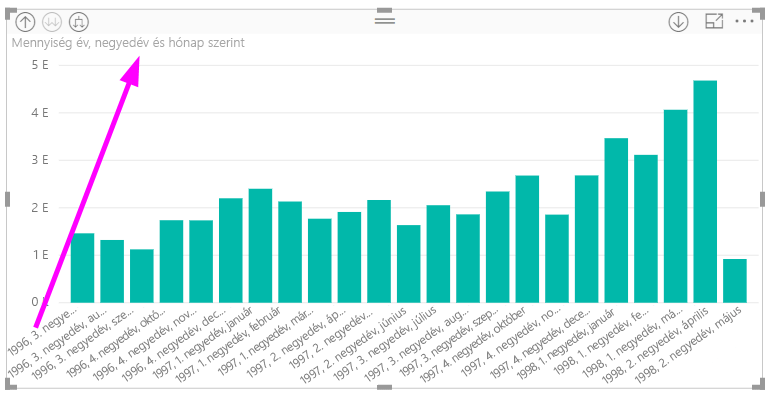 Mennyiség év, negyedév és hónap szerint
5 E
4 E
3 E
2 E
1 E
0
1996, 3. negye...
1996, 3. negyedév, au...
1996, 3. negyedév, sze...
1996, 4. negyedév, októ...
1996, 4. negyedév, nov...
1996, 4. negyedév, dec...
1997, 1. negyedév, január
1997, 1. negyedév, február
1997, 1. negyedév, már...
1997, 2. negyedév, áp...
1997, 2. negyedév...
1997, 2. negyedév, június
1997, 3. negyedév, július
1997, 3. negyedév, aug...
1997, 3. negyedév, szep...
1997, 4. negyedév, október
1997, 4. negyedév, no...
1997, 4. negyedév, dece...
1998, 1. negyedév, január
1998, 1. negyedév, fe...
1998, 1. negyedév, má...
1998, 2. negyedév, április
1998, 2. negyedév, május